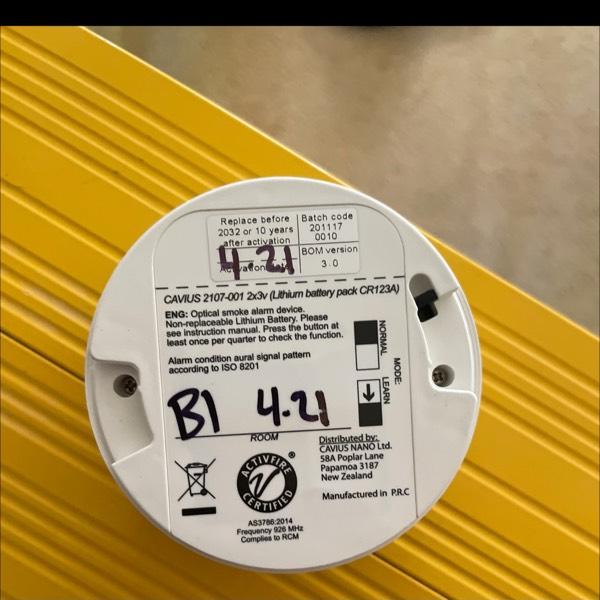 Replace before
2032 or 10 years
after activation
4.21
Activation date
Batch code
201117
0010
BOM version
3.0
CAVIUS 2107-001 2x3v (Lithium battery pack CR123A)
ENG: Optical smoke alarm device.
Non-replaceable Lithium Battery. Please
see instruction manual. Press the button at
least once per quarter to check the function.
Alarm condition aural signal pattern
according to ISO 8201
NORMAL
MODE:
LEARN
B1 4.21
ROOM
ACTIVFIRE
®
CERTIFIED
AS3786:2014
Frequency 926 MHz
Complies to RCM
Distributed by:
CAVIUS NANO Ltd.
58A Poplar Lane
Papamoa 3187
New Zealand
Manufactured in P.R.C